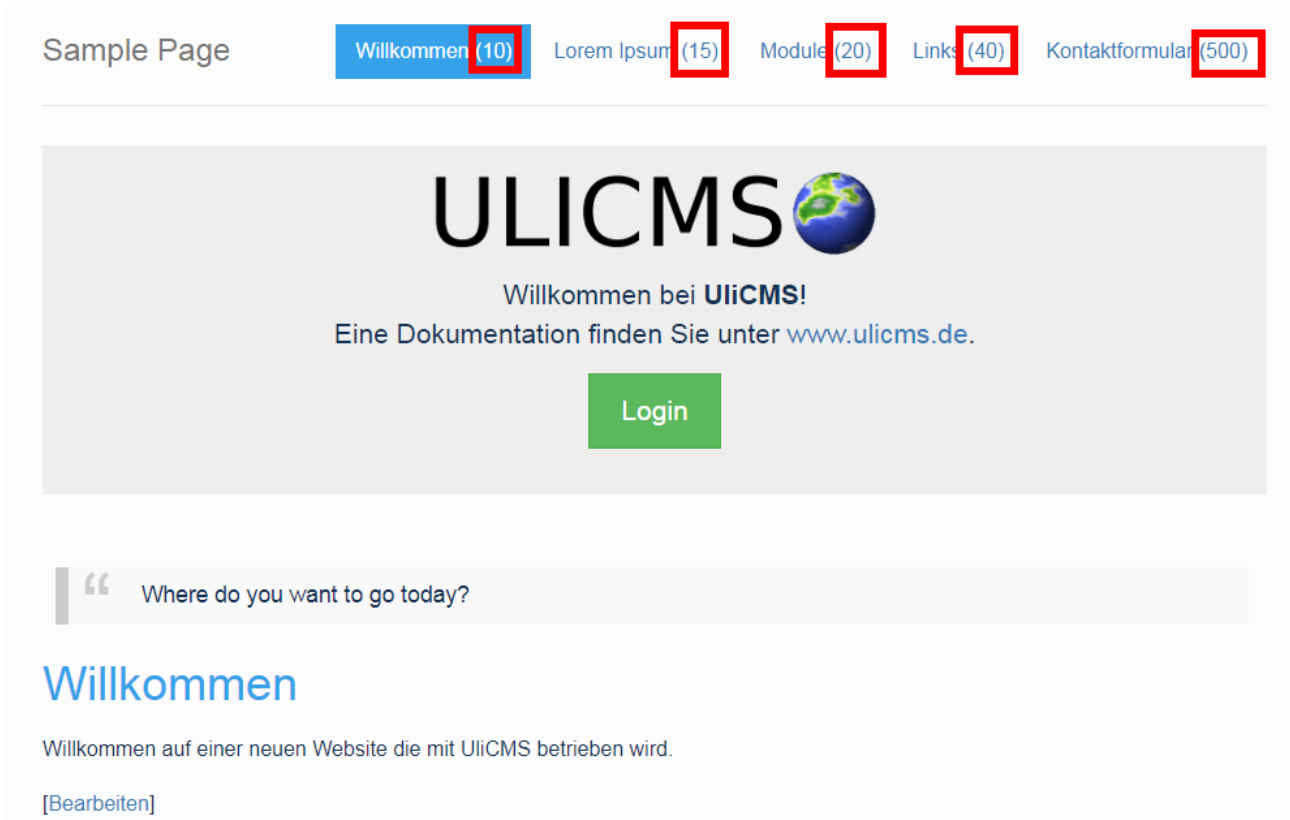 Sample Page Willkommen (10) Lorem Ipsum (15) Module (20) Links (40) Kontaktformular (500)
ULICMS
Willkommen bei UliCMS!
Eine Dokumentation finden Sie unter www.ulicms.de.
Login
“ Where do you want to go today?
Willkommen
Willkommen auf einer neuen Website die mit UliCMS betrieben wird.
[Bearbeiten]